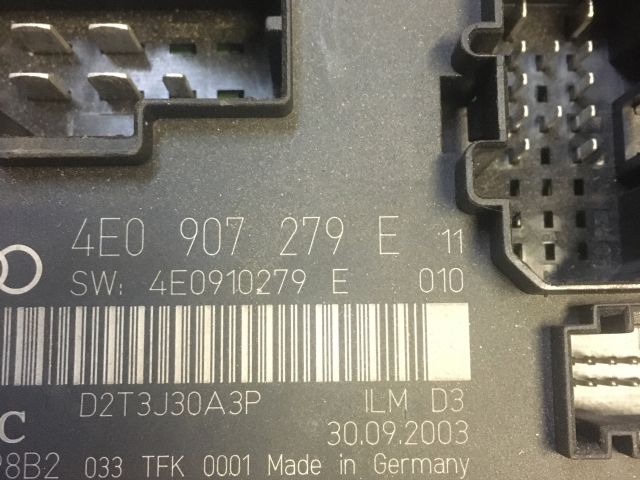 4E0 907 279 E 11
SW: 4E0910279 E 010
D2T3J30A3P ILM D3
C
30.09.2003
98B2 033 TFK 0001 Made in Germany